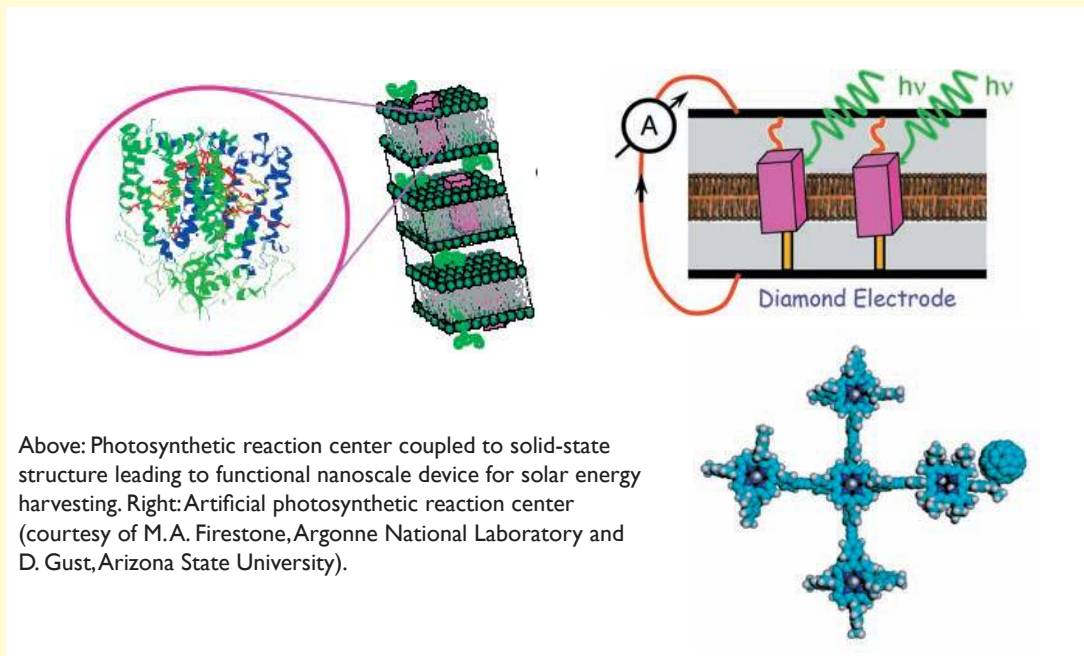 hν hν
A
Diamond Electrode
Above: Photosynthetic reaction center coupled to solid-state
structure leading to functional nanoscale device for solar energy
harvesting. Right: Artificial photosynthetic reaction center
(courtesy of M.A. Firestone, Argonne National Laboratory and
D. Gust, Arizona State University).